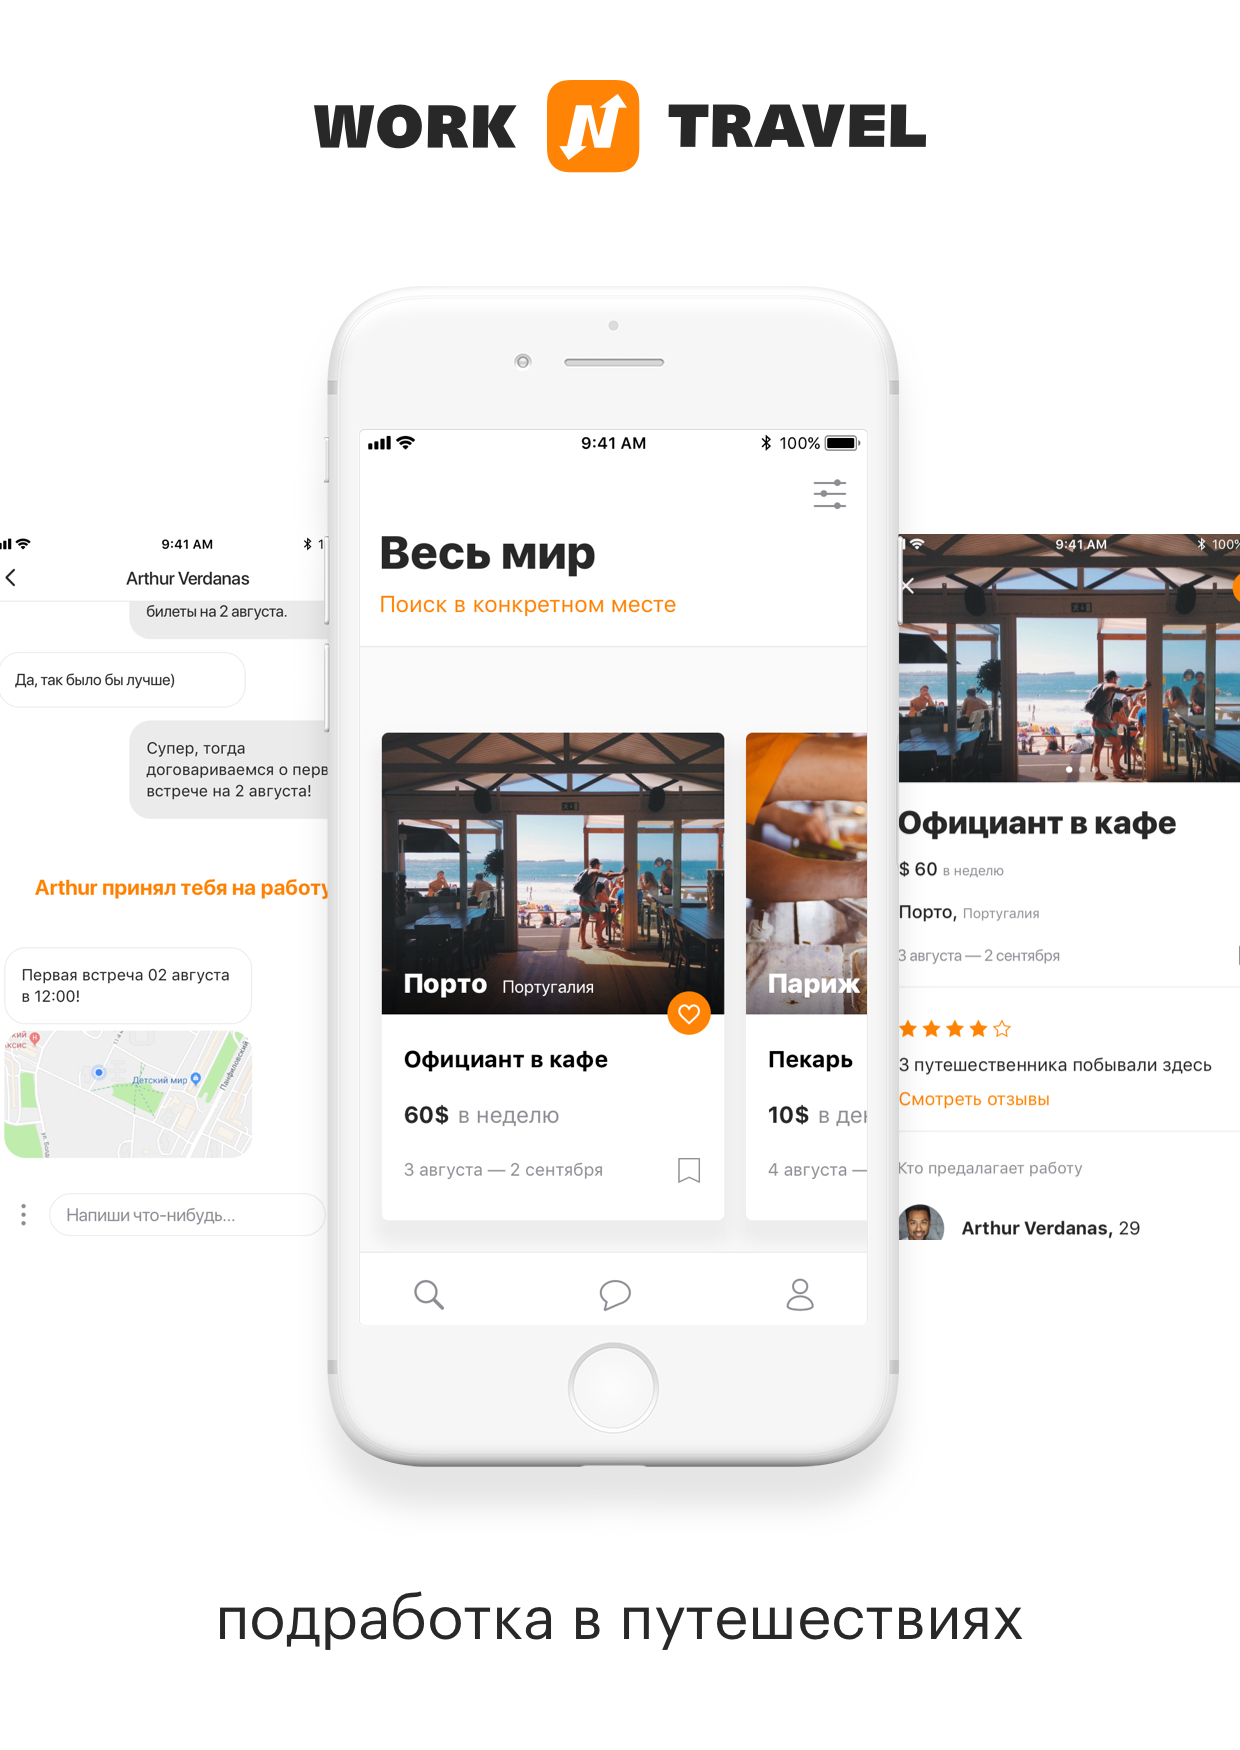 WORK N TRAVEL
9:41 AM
Arthur Verdanas
билеты на 2 августа.
Да, так было бы лучше)
Супер, тогда
договариваемся о перв
встрече на 2 августа!
Arthur принял тебя на работу
Первая встреча 02 августа
в 12:00!
Детский мир
Панфиловский
Напиши что-нибудь...
9:41 AM
100%
Весь мир
Поиск в конкретном месте
Порто Португалия
Официант в кафе
60$ в неделю
3 августа — 2 сентября
Париж
Пекарь
10$ в ден
4 августа —
9:41 AM
100%
Официант в кафе
$ 60 в неделю
Порто, Португалия
3 августа — 2 сентября
3 путешественника побывали здесь
Смотреть отзывы
Кто предалагает работу
Arthur Verdanas, 29
подработка в путешествиях